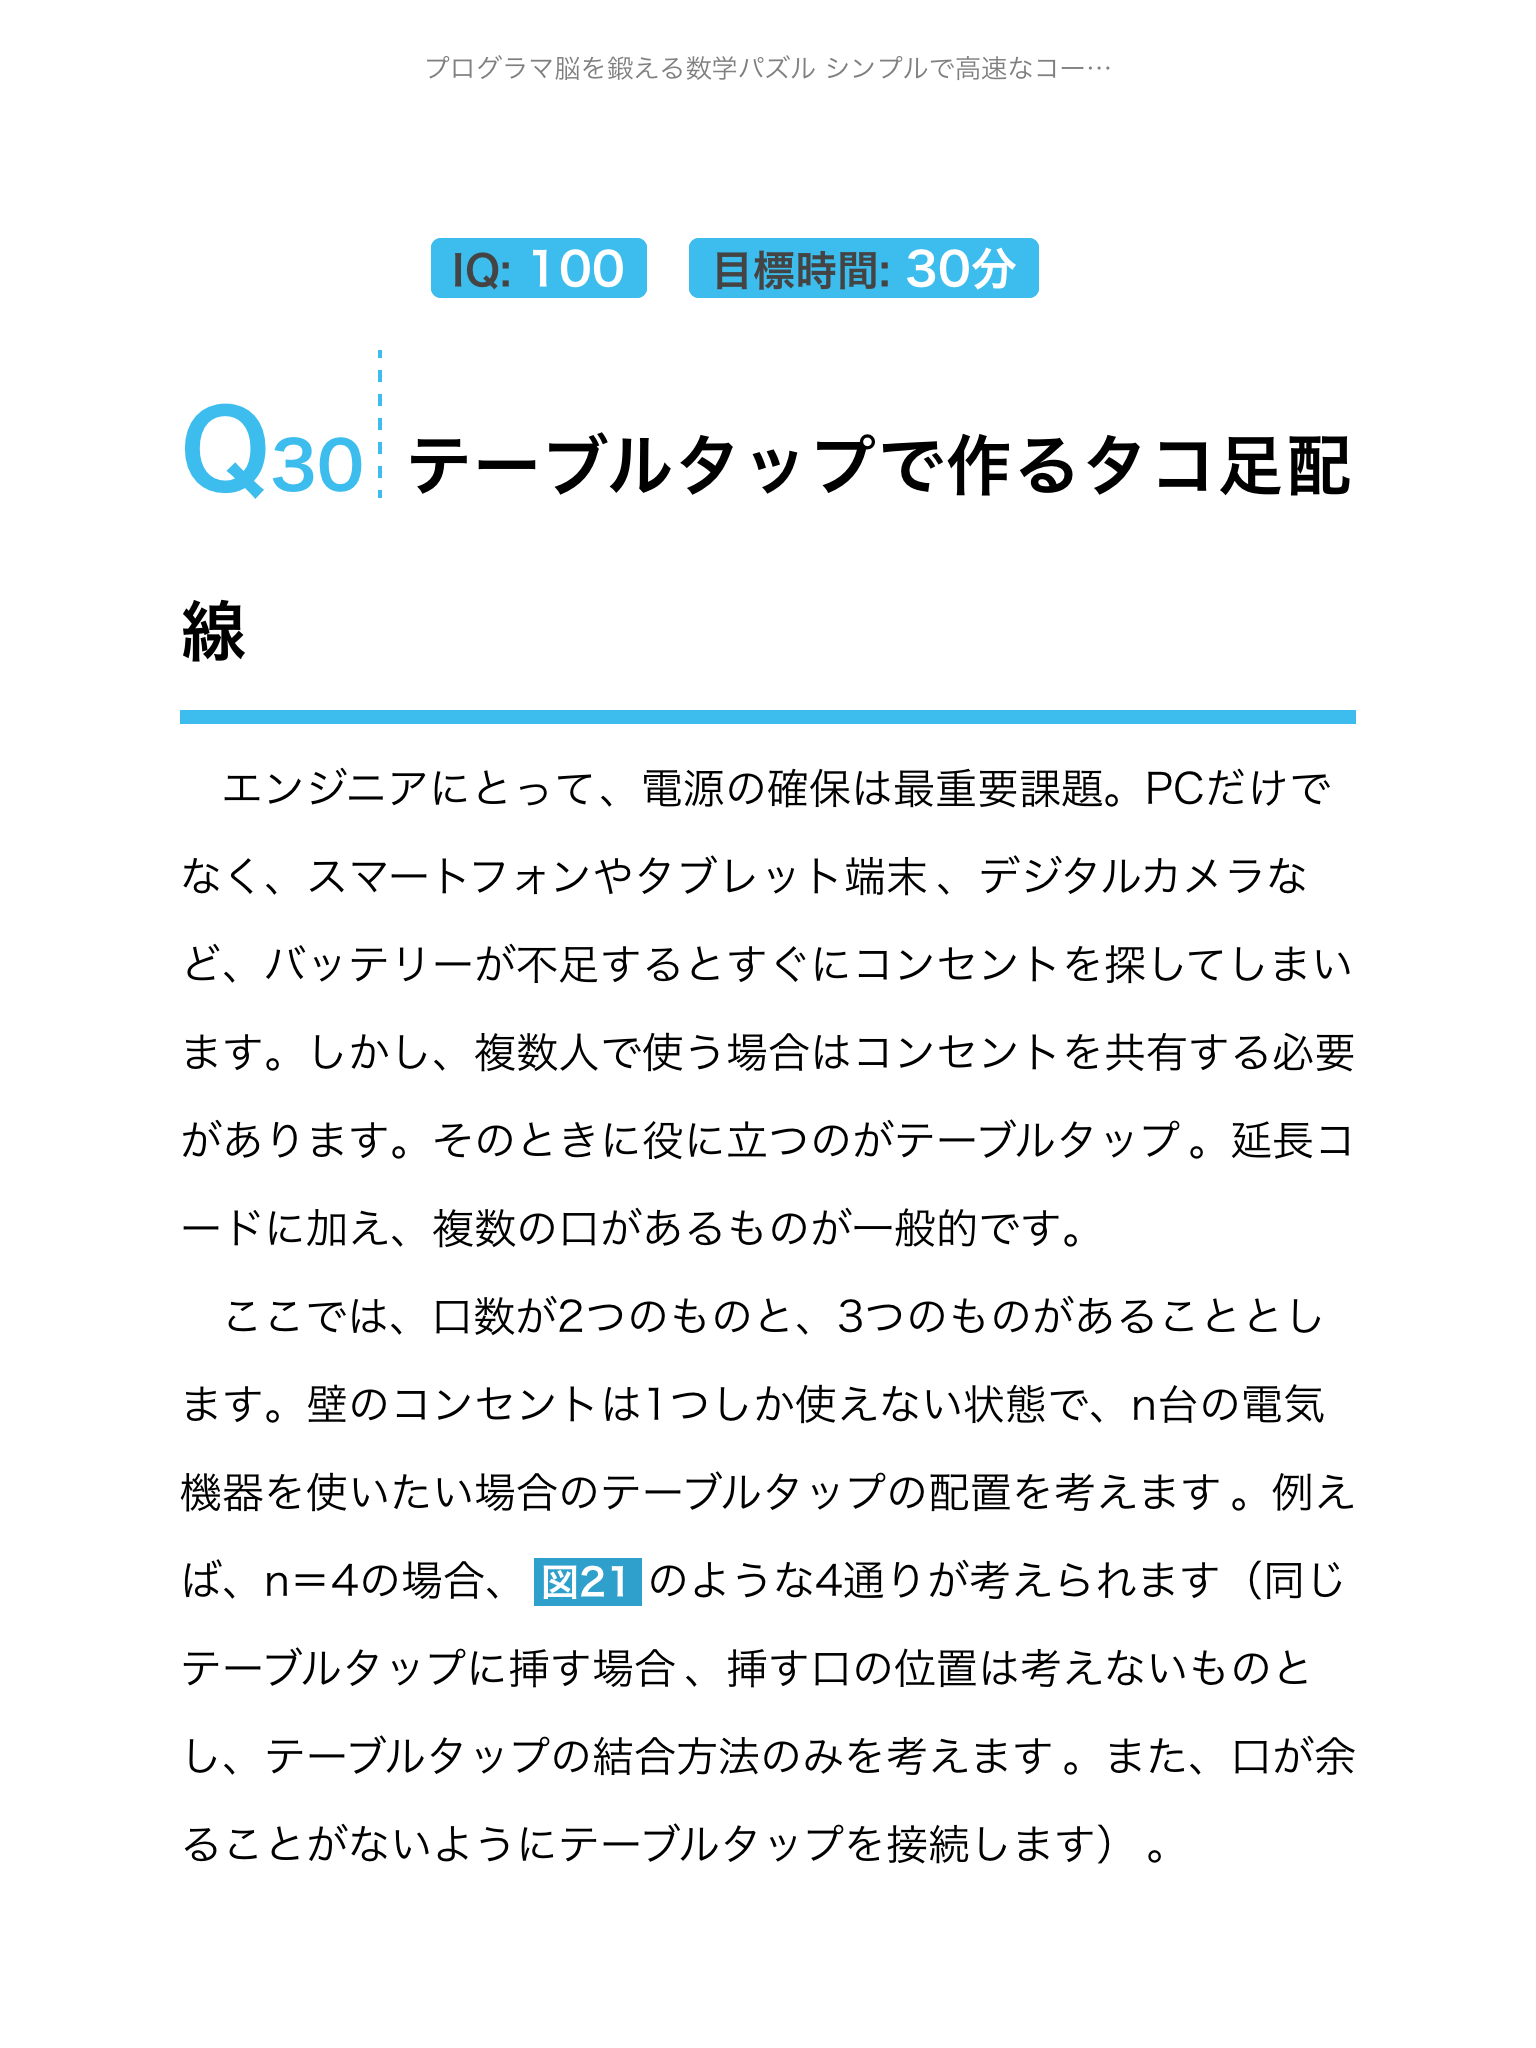 プログラマ脳を鍛える数学パズル シンプルで高速なコー…
IQ: 100 目標時間: 30分
Q30 テーブルタップで作るタコ足配
線
エンジニアにとって、電源の確保は最重要課題。PCだけで
なく、スマートフォンやタブレット端末、デジタルカメラな
ど、バッテリーが不足するとすぐにコンセントを探してしまい
ます。しかし、複数人で使う場合はコンセントを共有する必要
があります。そのときに役に立つのがテーブルタップ。延長コ
ードに加え、複数の口があるものが一般的です。
ここでは、口数が2つのものと、3つのものがあることとし
ます。壁のコンセントは1つしか使えない状態で、n台の電気
機器を使いたい場合のテーブルタップの配置を考えます。例え
ば、n＝4の場合、図21のような4通りが考えられます（同じ
テーブルタップに挿す場合、挿す口の位置は考えないものと
し、テーブルタップの結合方法のみを考えます。また、口が余
ることがないようにテーブルタップを接続します）。